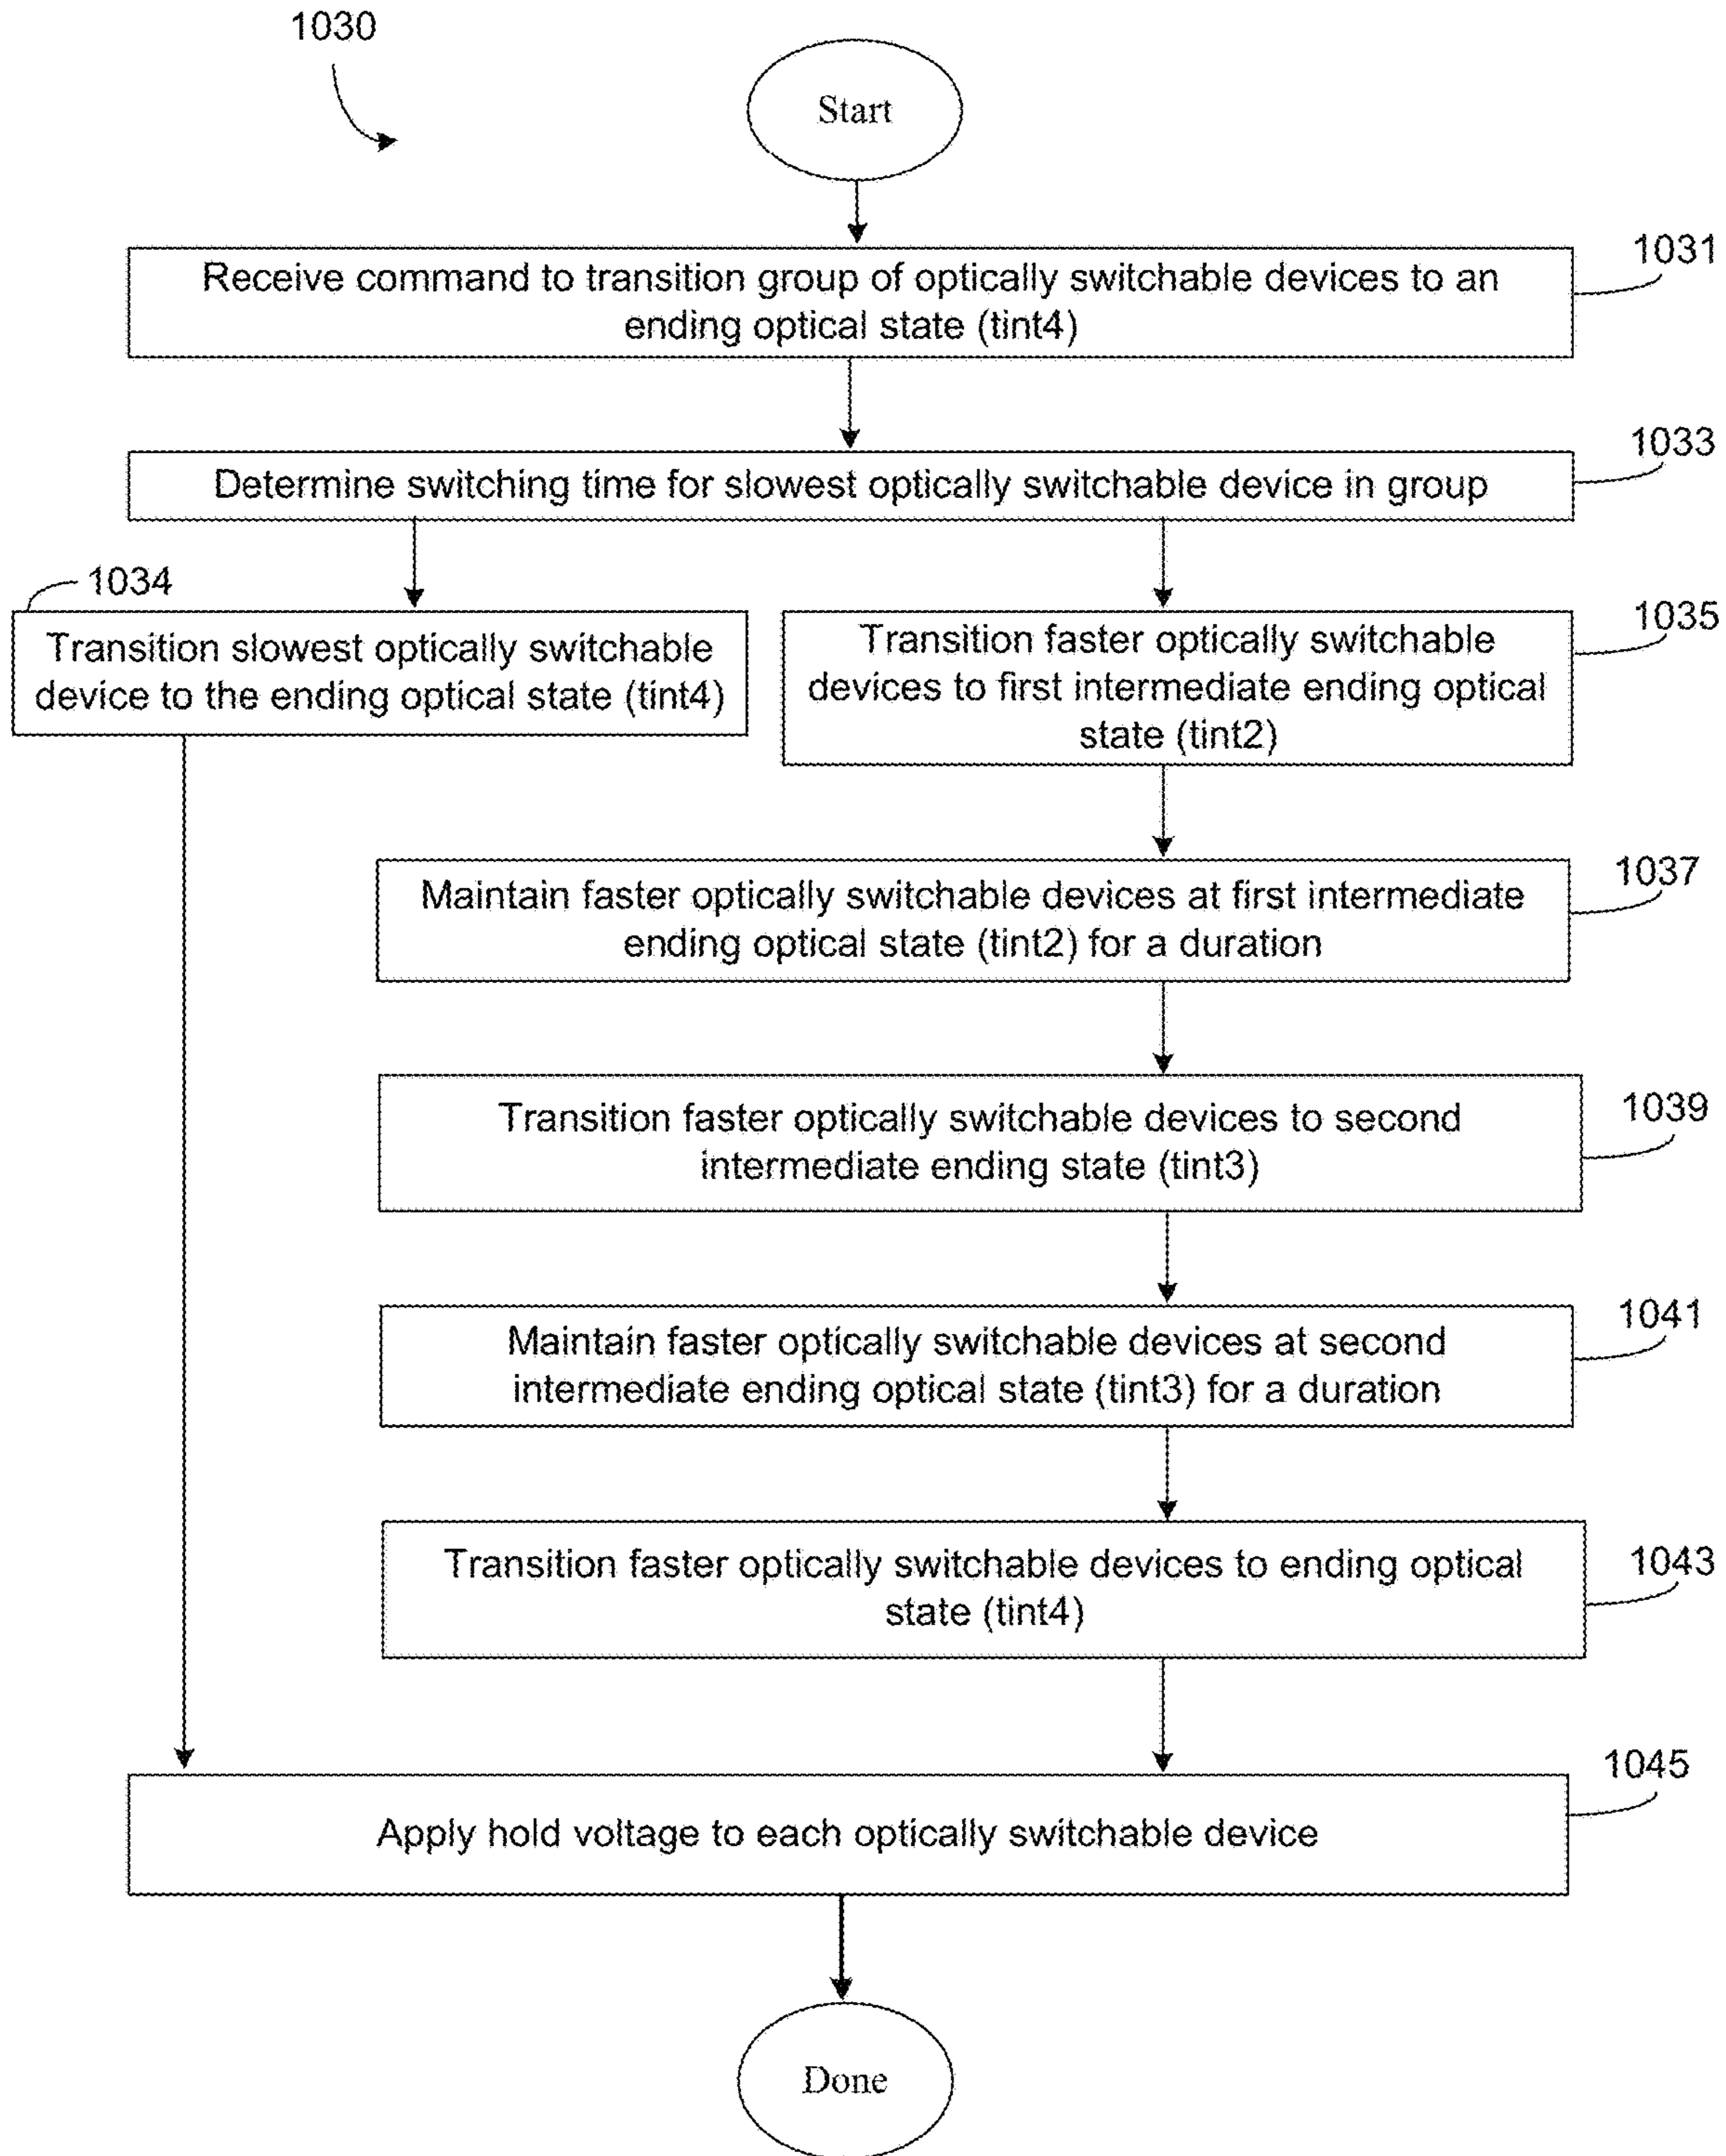 1030
Start
1031
Receive command to transition group of optically switchable devices to an
ending optical state (tint4)
1033
Determine switching time for slowest optically switchable device in group
1034
Transition slowest optically switchable
device to the ending optical state (tint4)
1035
Transition faster optically switchable
devices to first intermediate ending optical
state (tint2)
1037
Maintain faster optically switchable devices at first intermediate
ending optical state (tint2) for a duration
1039
Transition faster optically switchable devices to second
intermediate ending state (tint3)
1041
Maintain faster optically switchable devices at second
intermediate ending optical state (tint3) for a duration
1043
Transition faster optically switchable devices to ending optical
state (tint4)
1045
Apply hold voltage to each optically switchable device
Done